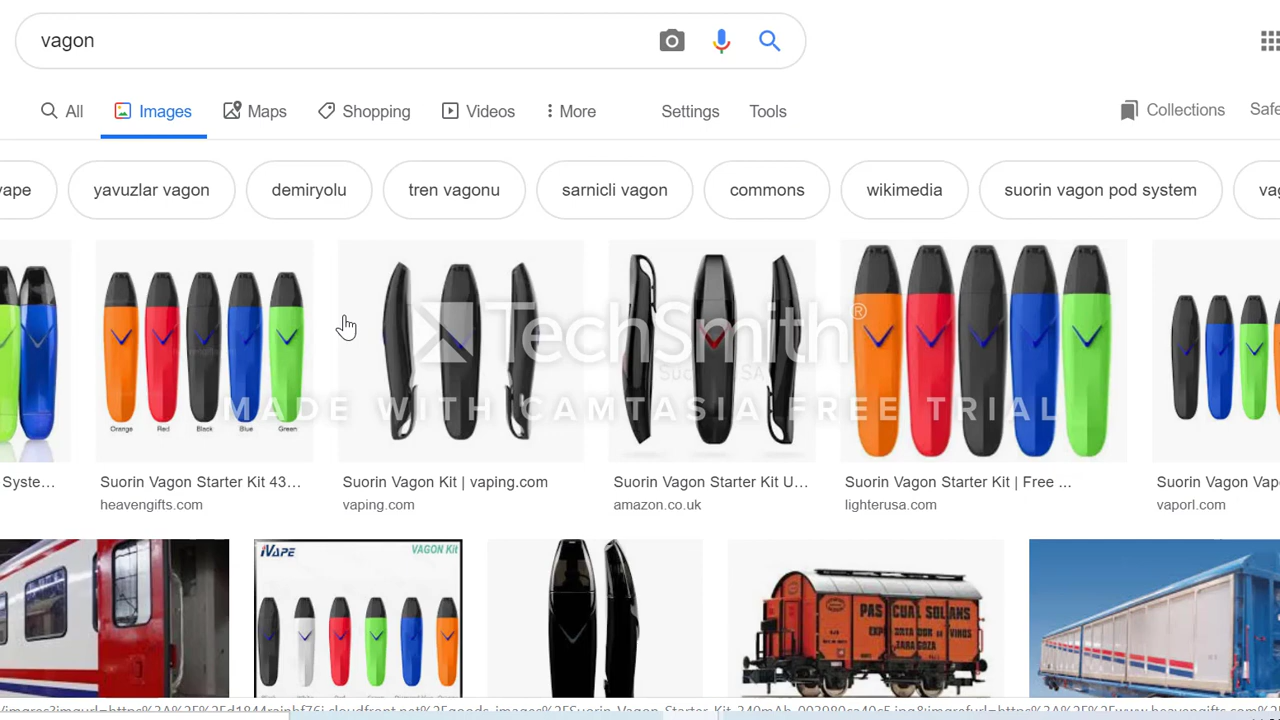 vagon
All Images Maps Shopping Videos More Settings Tools Collections Safe
ape yavuzlar vagon demiryolu tren vagonu sarnicli vagon commons wikimedia suorin vagon pod system
TechSmith®
MADE WITH CAMTASIA FREE TRIAL
Orange Red Black Blue Green
Syste... Suorin Vagon Starter Kit 43... Suorin Vagon Kit | vaping.com Suorin Vagon Starter Kit U... Suorin Vagon Starter Kit | Free ... Suorin Vagon Vap
heavengifts.com vaping.com amazon.co.uk lighterusa.com vaporl.com
iVAPE VAGON Kit
PASCUAL SOLANS
ZARAGOZA